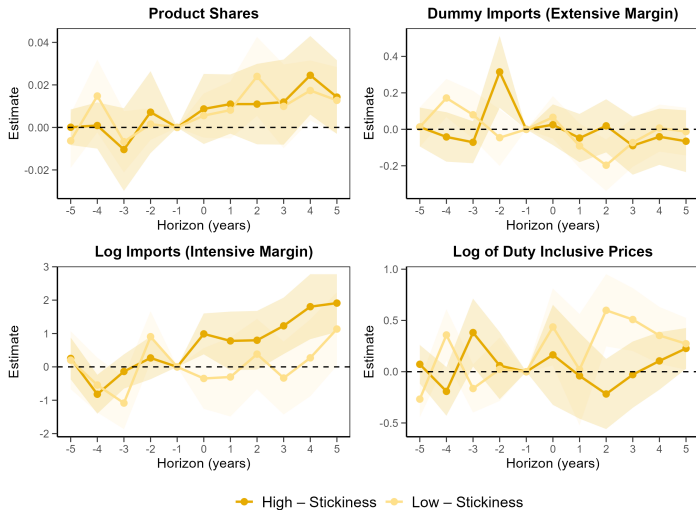 Product Shares
Dummy Imports (Extensive Margin)
Estimate
0.04
0.02
0.00
-0.02
-5 -4 -3 -2 -1 0 1 2 3 4 5
Horizon (years)
Estimate
0.4
0.2
0.0
-0.2
-5 -4 -3 -2 -1 0 1 2 3 4 5
Horizon (years)
Log Imports (Intensive Margin)
Log of Duty Inclusive Prices
Estimate
3
2
1
0
-1
-2
-5 -4 -3 -2 -1 0 1 2 3 4 5
Horizon (years)
Estimate
1.0
0.5
0.0
-0.5
-5 -4 -3 -2 -1 0 1 2 3 4 5
Horizon (years)
High – Stickiness Low – Stickiness